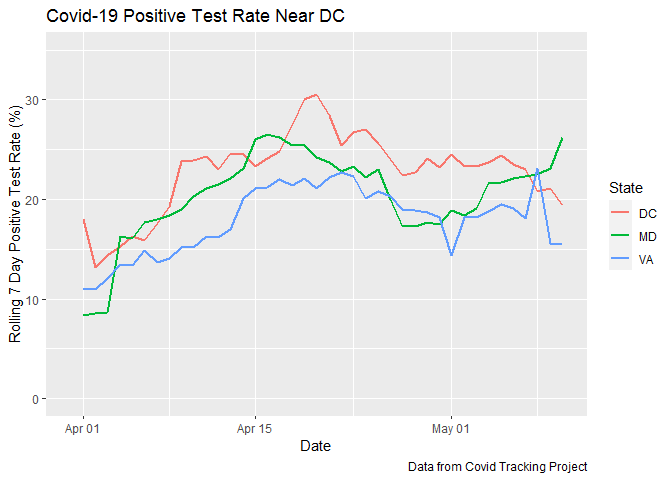 Covid-19 Positive Test Rate Near DC
Rolling 7 Day Positive Test Rate (%)
30
20
10
0
Apr 01
Apr 15
May 01
Date
State
DC
MD
VA
Data from Covid Tracking Project